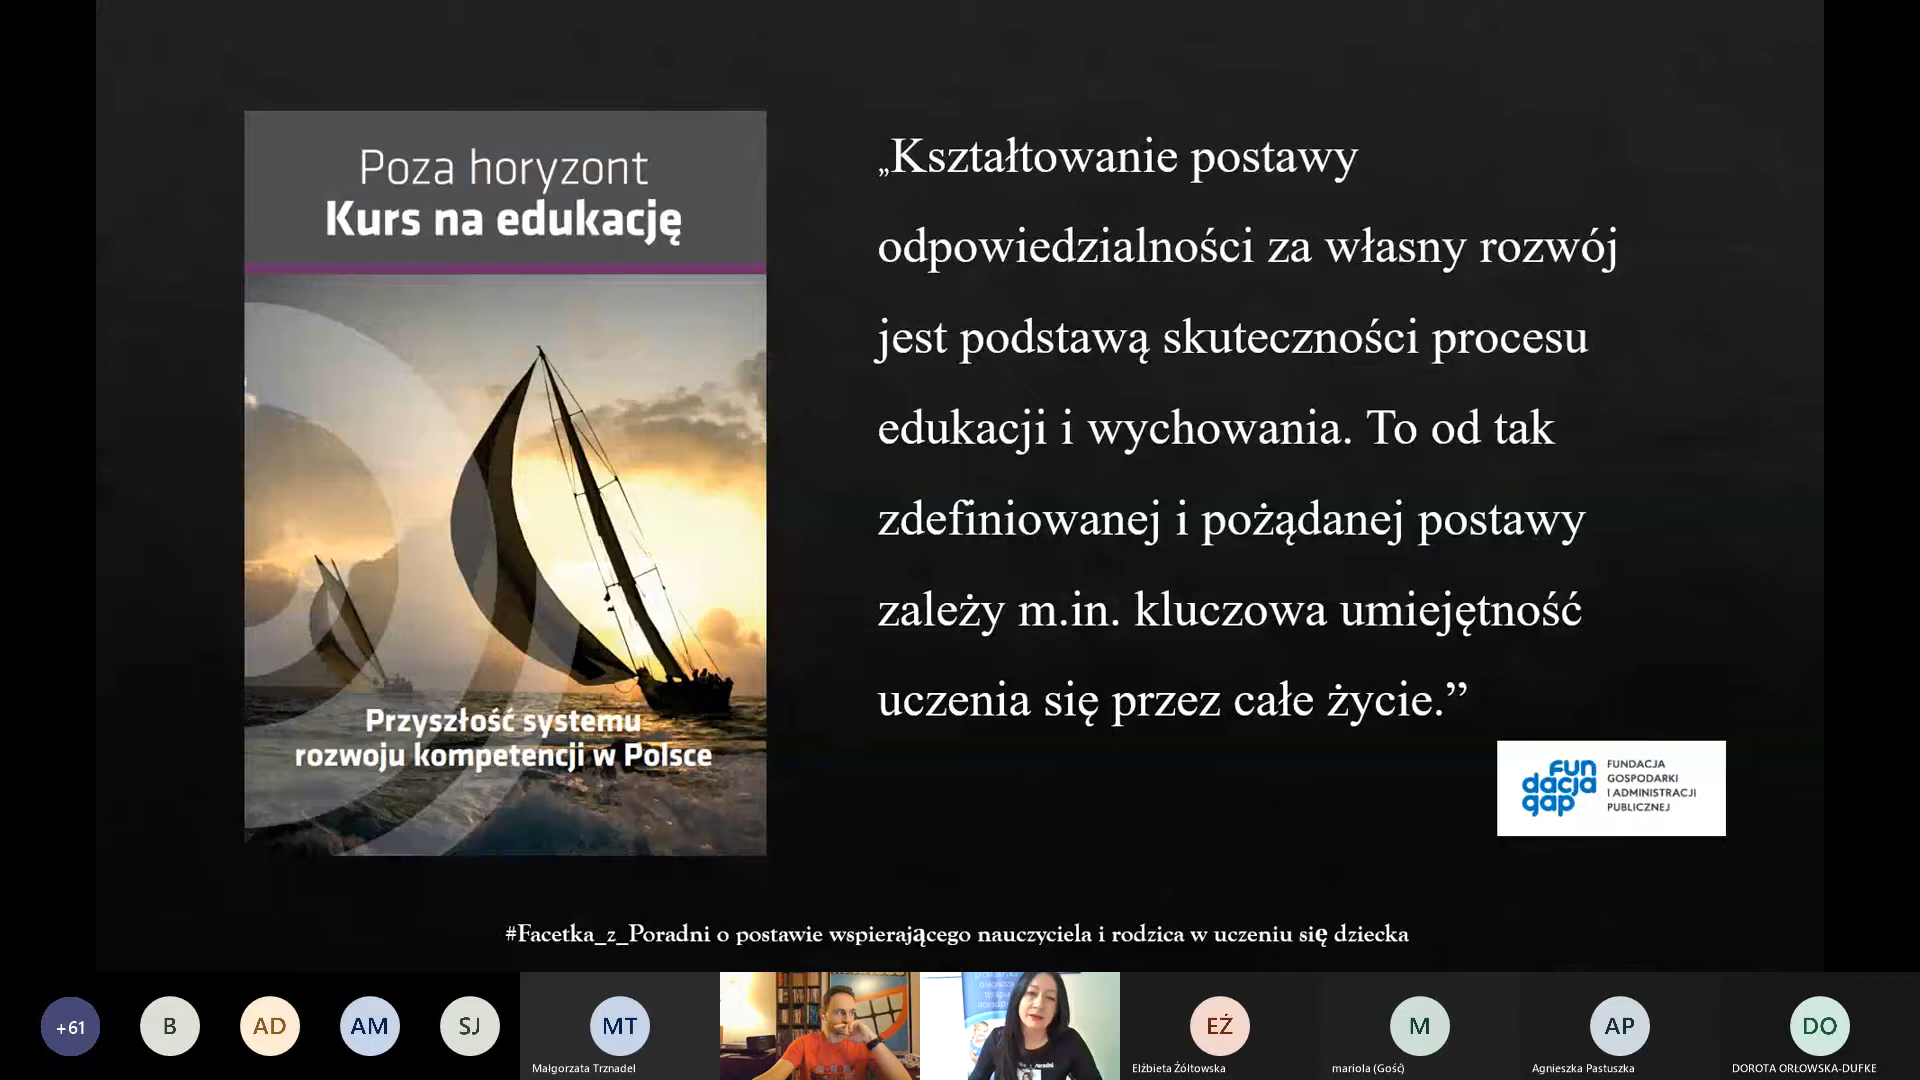 Poza horyzont
Kurs na edukację
Przyszłość systemu
rozwoju kompetencji w Polsce
„Kształtowanie postawy
odpowiedzialności za własny rozwój
jest podstawą skuteczności procesu
edukacji i wychowania. To od tak
zdefiniowanej i pożądanej postawy
zależy m.in. kluczowa umiejętność
uczenia się przez całe życie.”
fun
dacja
gap
FUNDACJA
GOSPODARKI
I ADMINISTRACJI
PUBLICZNEJ
#Facetka_z_Poradni o postawie wspierającego nauczyciela i rodzica w uczeniu się dziecka
+61
B
AD
AM
SJ
MT
Małgorzata Trznadel
EŻ
Elżbieta Żółtowska
M
mariola (Gość)
AP
Agnieszka Pastuszka
DO
DOROTA ORŁOWSKA-DUFKE